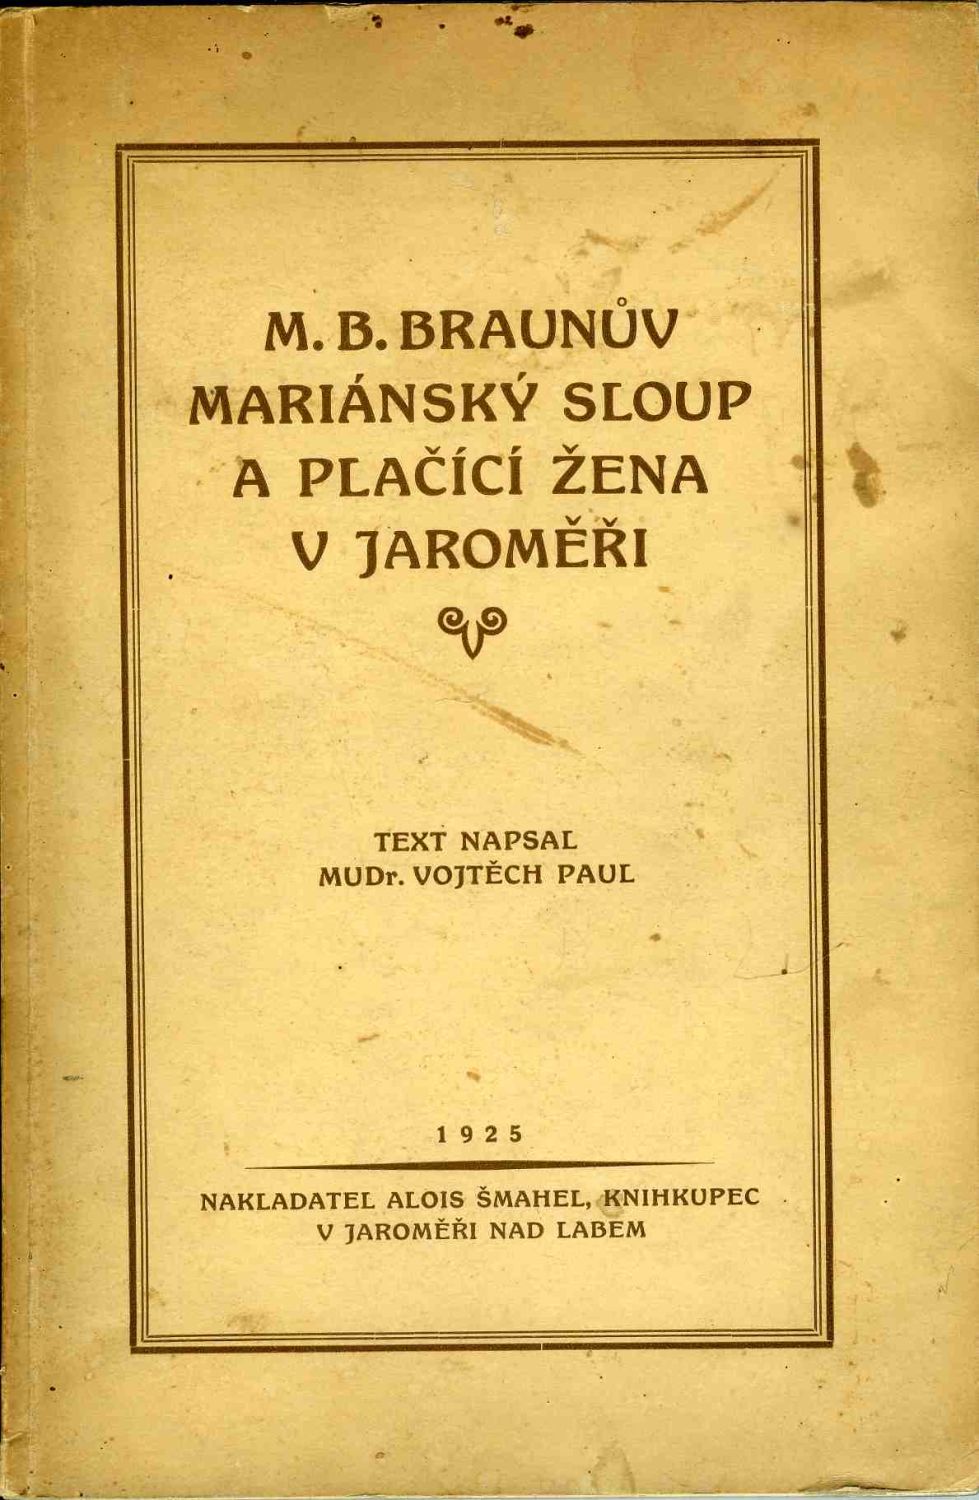 M. B. BRAUNŮV
MARIÁNSKÝ SLOUP
A PLAČÍCÍ ŽENA
V JAROMĚŘI
TEXT NAPSAL
MUDr. VOJTĚCH PAUL
1925
NAKLADATEL ALOIS ŠMAHEL, KNIHKUPEC
V JAROMĚŘI NAD LABEM